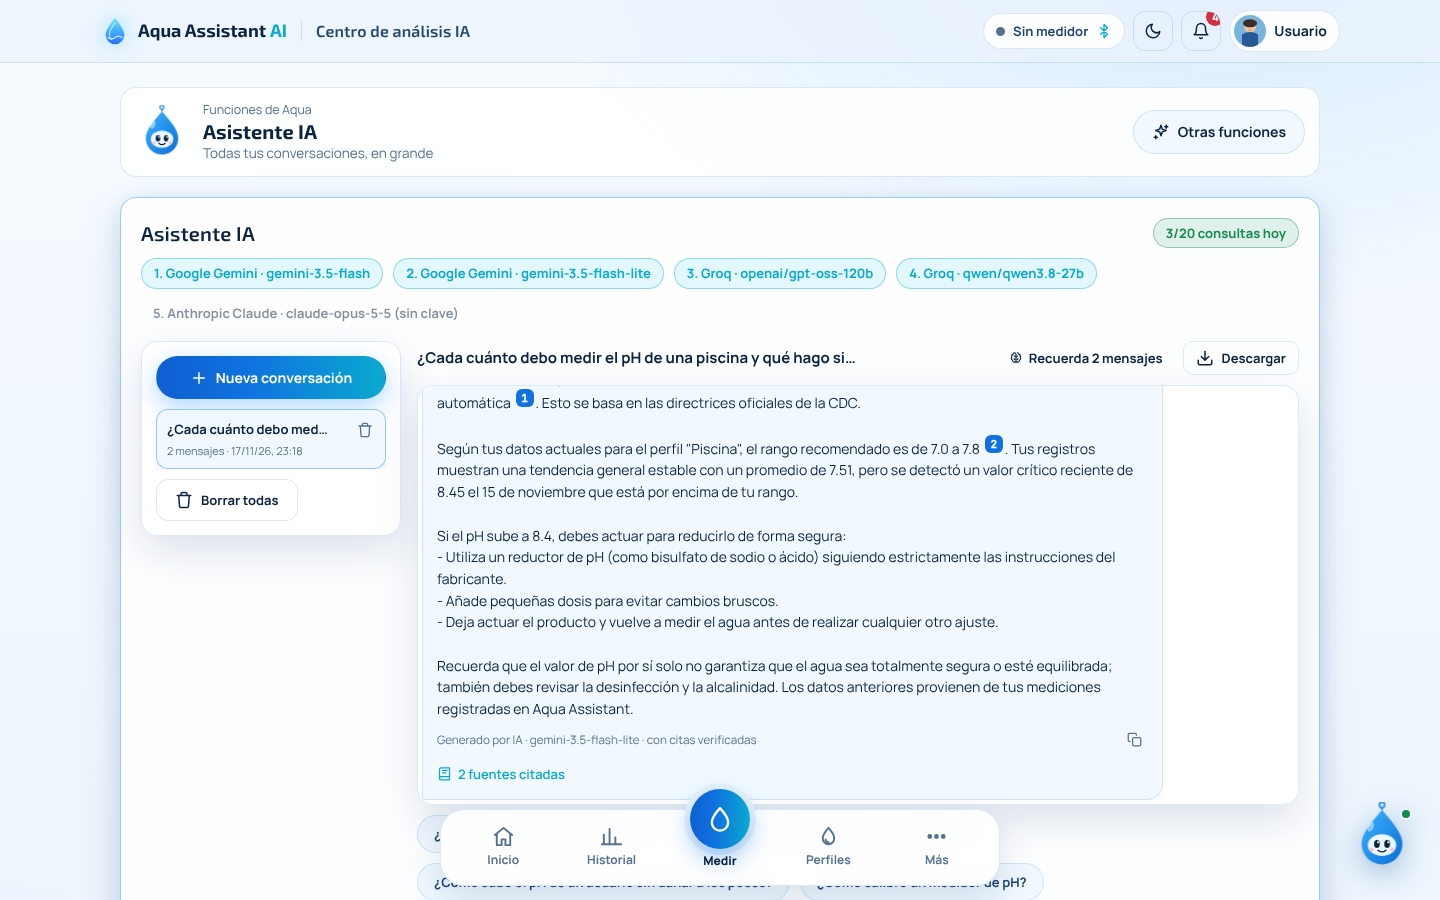 Aqua Assistant AI
Centro de análisis IA
Sin medidor
4
Usuario
Funciones de Aqua
Asistente IA
Todas tus conversaciones, en grande
Otras funciones
Asistente IA
3/20 consultas hoy
1. Google Gemini · gemini-3.5-flash
2. Google Gemini · gemini-3.5-flash-lite
3. Groq · openai/gpt-oss-120b
4. Groq · qwen/qwen3.8-27b
5. Anthropic Claude · claude-opus-5-5 (sin clave)
Nueva conversación
¿Cada cuánto debo med...
2 mensajes · 17/11/26, 23:18
Borrar todas
¿Cada cuánto debo medir el pH de una piscina y qué hago si...
Recuerda 2 mensajes
Descargar
automática 1 . Esto se basa en las directrices oficiales de la CDC.
Según tus datos actuales para el perfil "Piscina", el rango recomendado es de 7.0 a 7.8 2 . Tus registros
muestran una tendencia general estable con un promedio de 7.51, pero se detectó un valor crítico reciente de
8.45 el 15 de noviembre que está por encima de tu rango.
Si el pH sube a 8.4, debes actuar para reducirlo de forma segura:
- Utiliza un reductor de pH (como bisulfato de sodio o ácido) siguiendo estrictamente las instrucciones del
fabricante.
- Añade pequeñas dosis para evitar cambios bruscos.
- Deja actuar el producto y vuelve a medir el agua antes de realizar cualquier otro ajuste.
Recuerda que el valor de pH por sí solo no garantiza que el agua sea totalmente segura o esté equilibrada;
también debes revisar la desinfección y la alcalinidad. Los datos anteriores provienen de tus mediciones
registradas en Aqua Assistant.
Generado por IA · gemini-3.5-flash-lite · con citas verificadas
2 fuentes citadas
Inicio
Historial
Medir
Perfiles
Más
de pH?